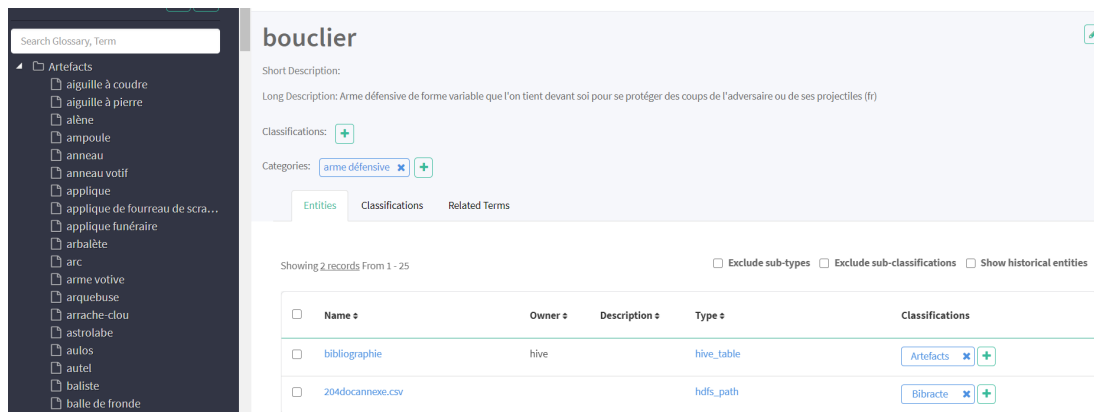 Search Glossary, Term
Artefacts
aiguille à coudre
aiguille à pierre
alène
ampoule
anneau
anneau votif
applique
applique de fourreau de scra...
applique funéraire
arbalète
arc
arme votive
arquebuse
arrache-clou
astrolabe
aulos
autel
baliste
balle de fronde
bouclier
Short Description:
Long Description: Arme défensive de forme variable que l'on tient devant soi pour se protéger des coups de l'adversaire ou de ses projectiles (fr)
Classifications:
Categories: arme défensive
Entities Classifications Related Terms
Showing 2 records From 1 - 25 Exclude sub-types Exclude sub-classifications Show historical entities
Name Owner Description Type Classifications
bibliographie hive hive_table Artefacts
204docannexe.csv hdfs_path Bibracte